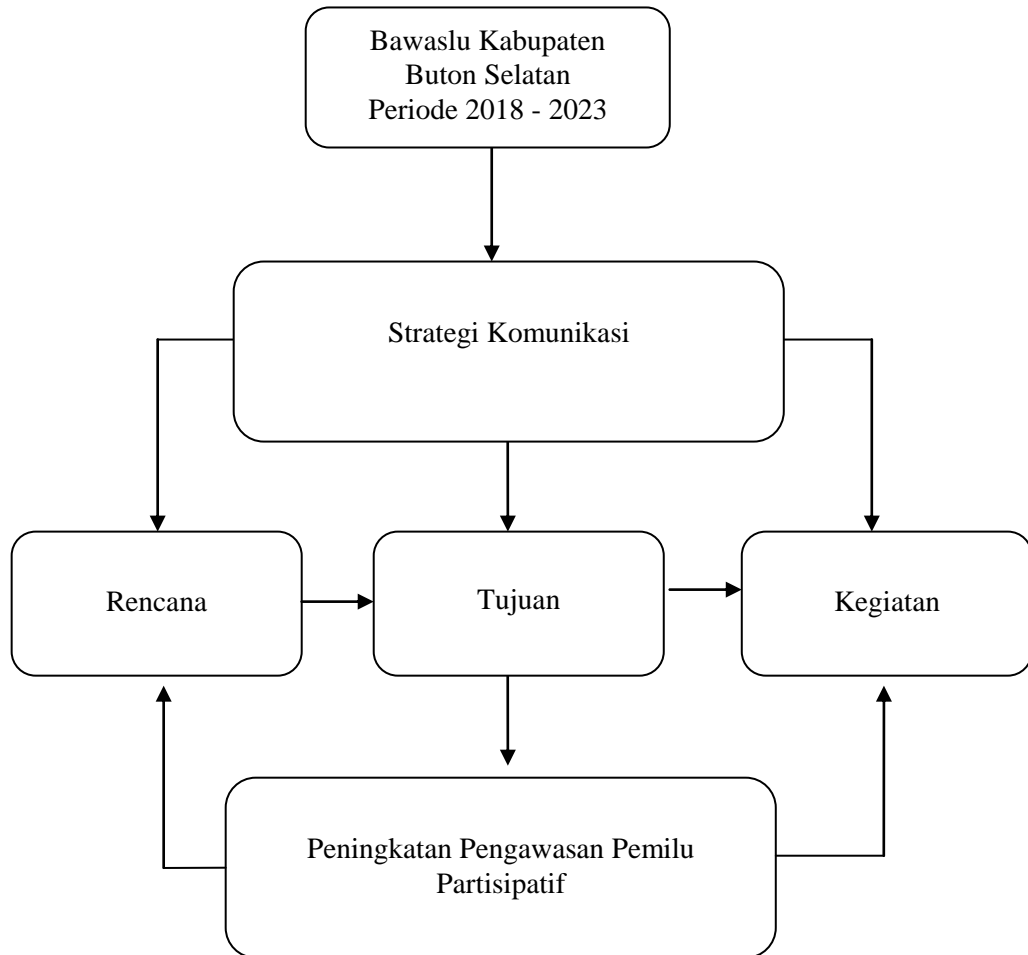 Bawaslu Kabupaten
Buton Selatan
Periode 2018 - 2023
Strategi Komunikasi
Rencana
Tujuan
Kegiatan
Peningkatan Pengawasan Pemilu
Partisipatif